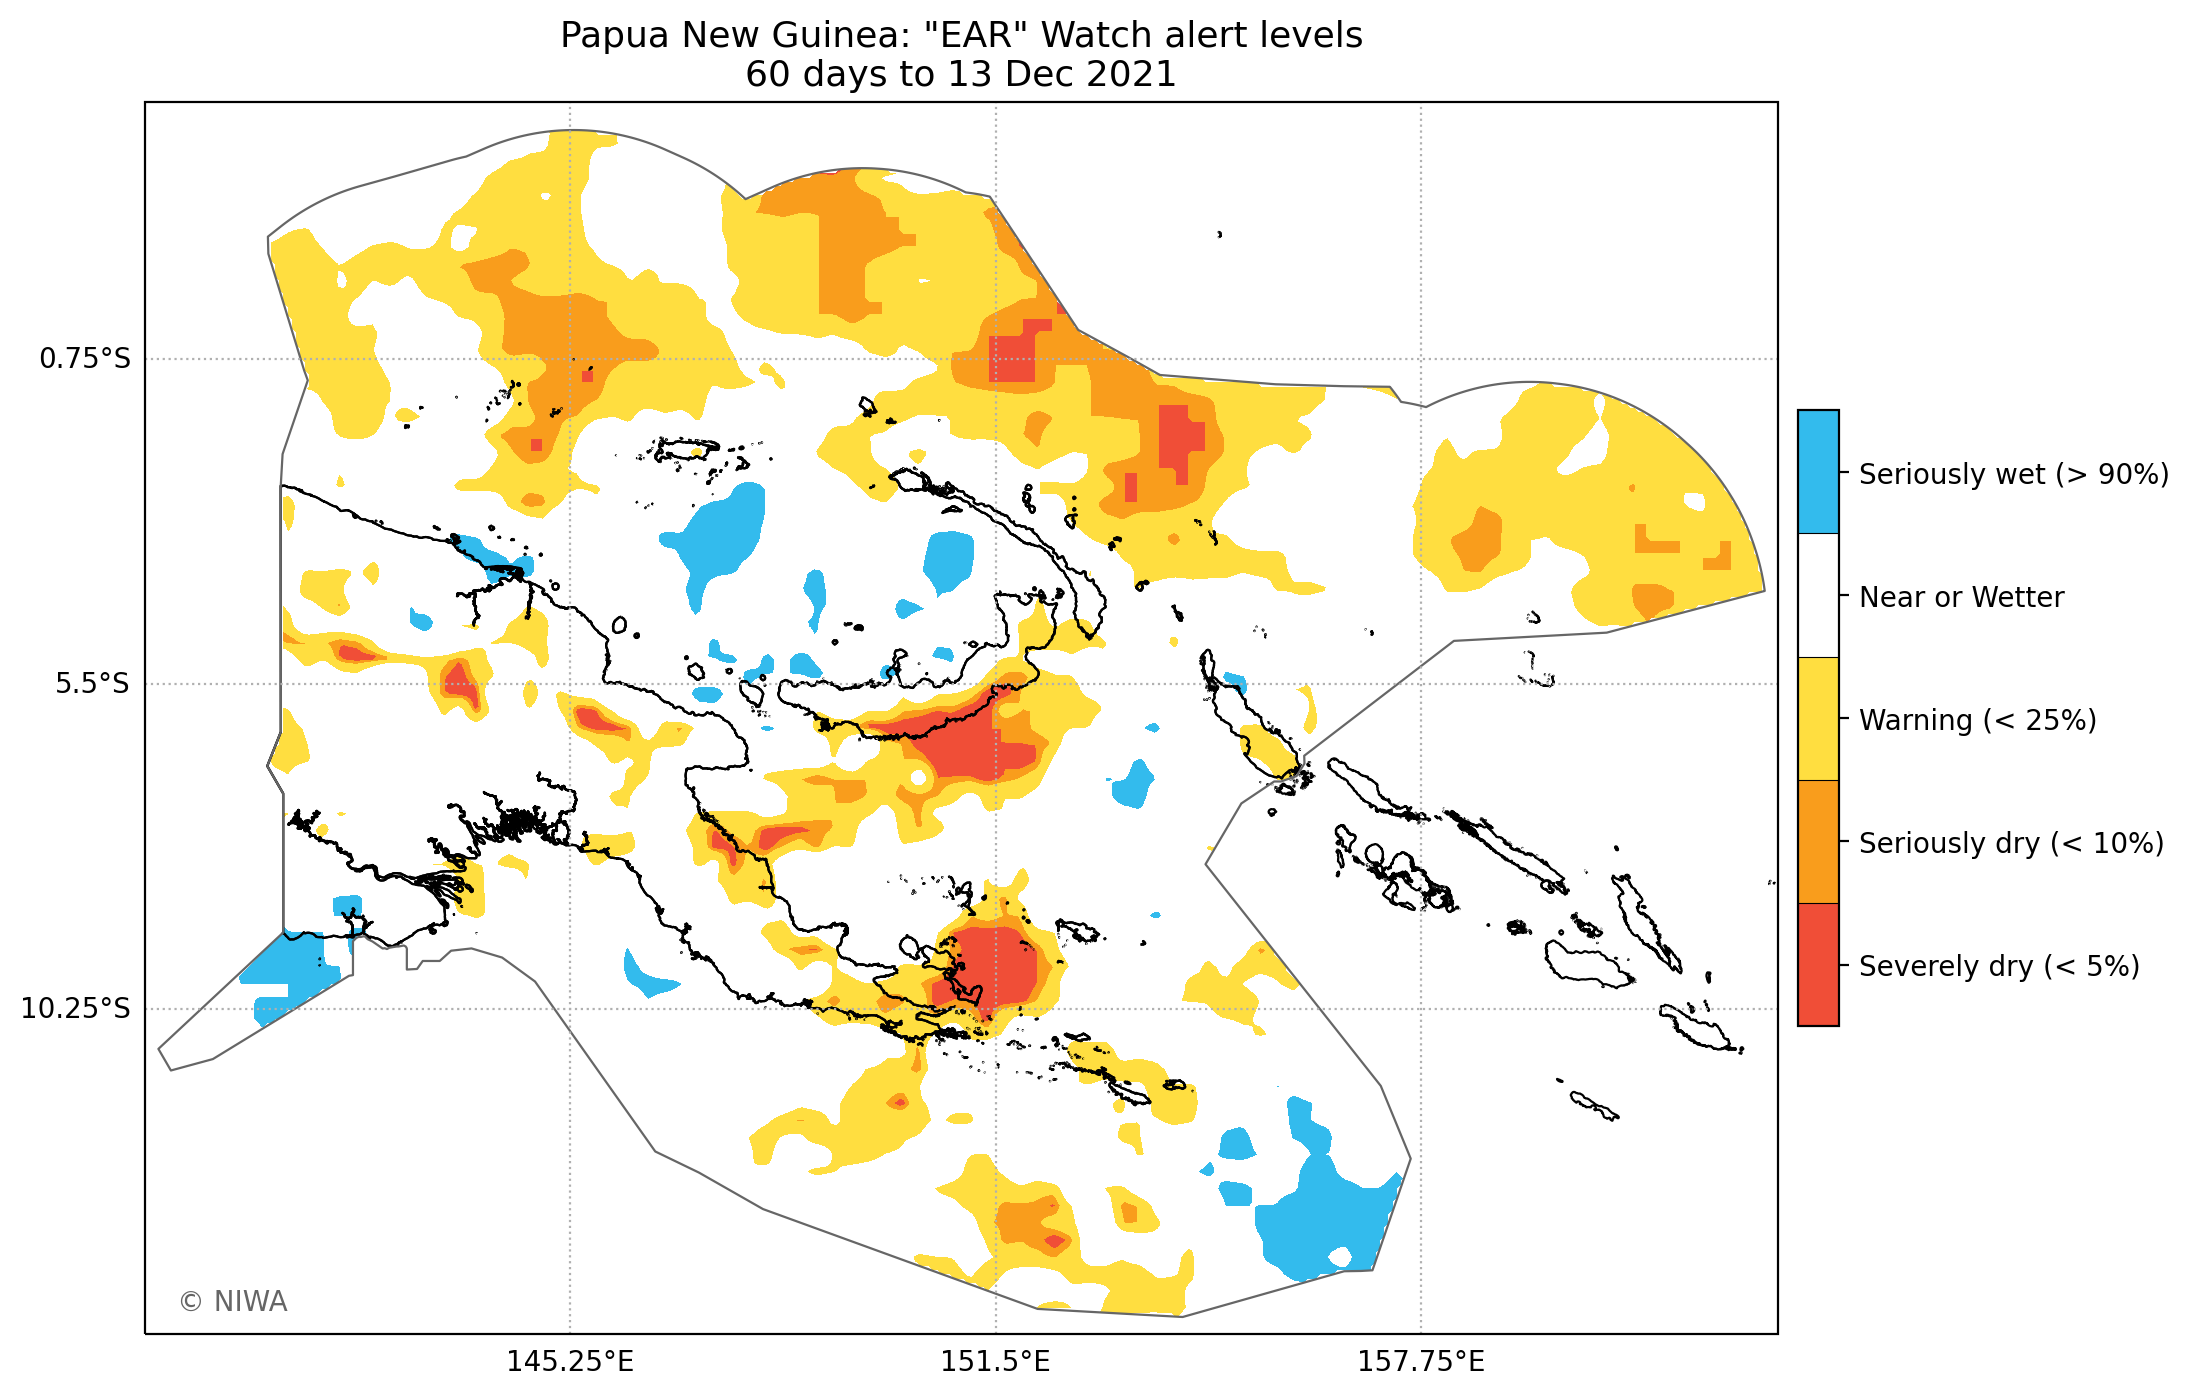 Papua New Guinea: "EAR" Watch alert levels
60 days to 13 Dec 2021
0.75°S
5.5°S
10.25°S
145.25°E
151.5°E
157.75°E
Seriously wet (> 90%)
Near or Wetter
Warning (< 25%)
Seriously dry (< 10%)
Severely dry (< 5%)
© NIWA